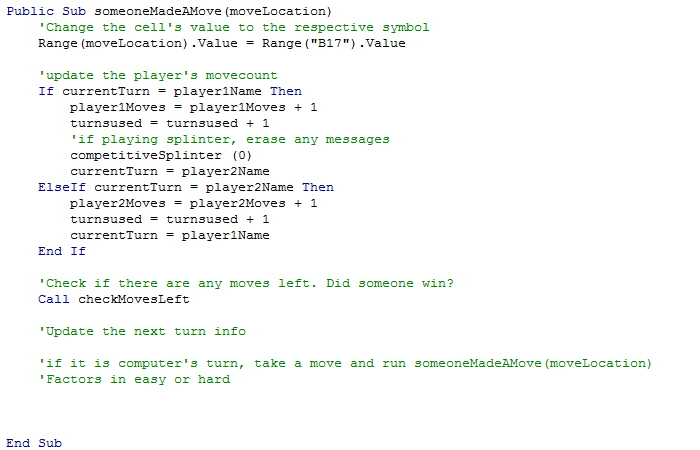 Public Sub someoneMadeAMove(moveLocation)
'Change the cell's value to the respective symbol
Range(moveLocation).Value = Range("B17").Value
'update the player's movecount
If currentTurn = player1Name Then
player1Moves = player1Moves + 1
turnsused = turnsused + 1
'if playing splinter, erase any messages
competitiveSplinter (0)
currentTurn = player2Name
ElseIf currentTurn = player2Name Then
player2Moves = player2Moves + 1
turnsused = turnsused + 1
currentTurn = player1Name
End If
'Check if there are any moves left. Did someone win?
Call checkMovesLeft
'Update the next turn info
'if it is computer's turn, take a move and run someoneMadeAMove(moveLocation)
'Factors in easy or hard
End Sub